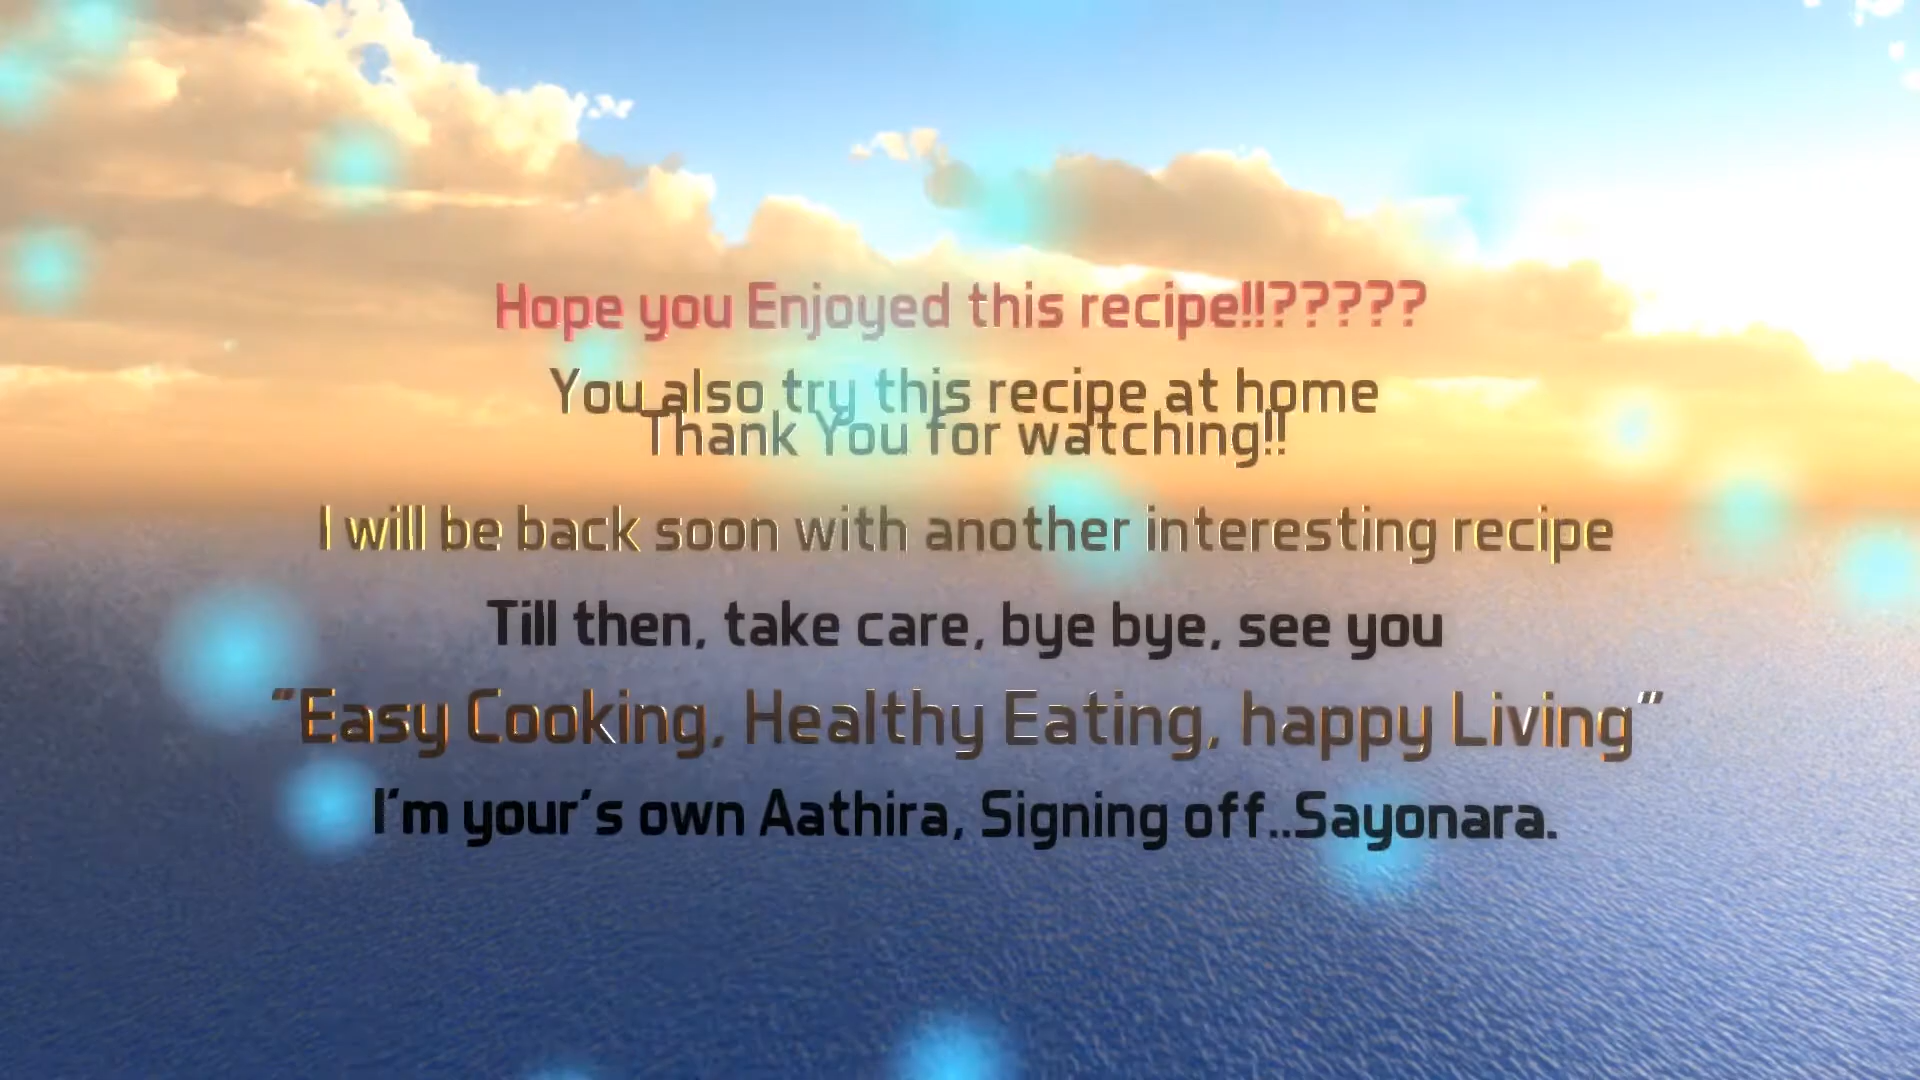 Hope you Enjoyed this recipe!!?????
You also try this recipe at home
Thank You for watching!!
I will be back soon with another interesting recipe
Till then, take care, bye bye, see you
"Easy Cooking, Healthy Eating, happy Living"
I'm your's own Aathira, Signing off..Sayonara.